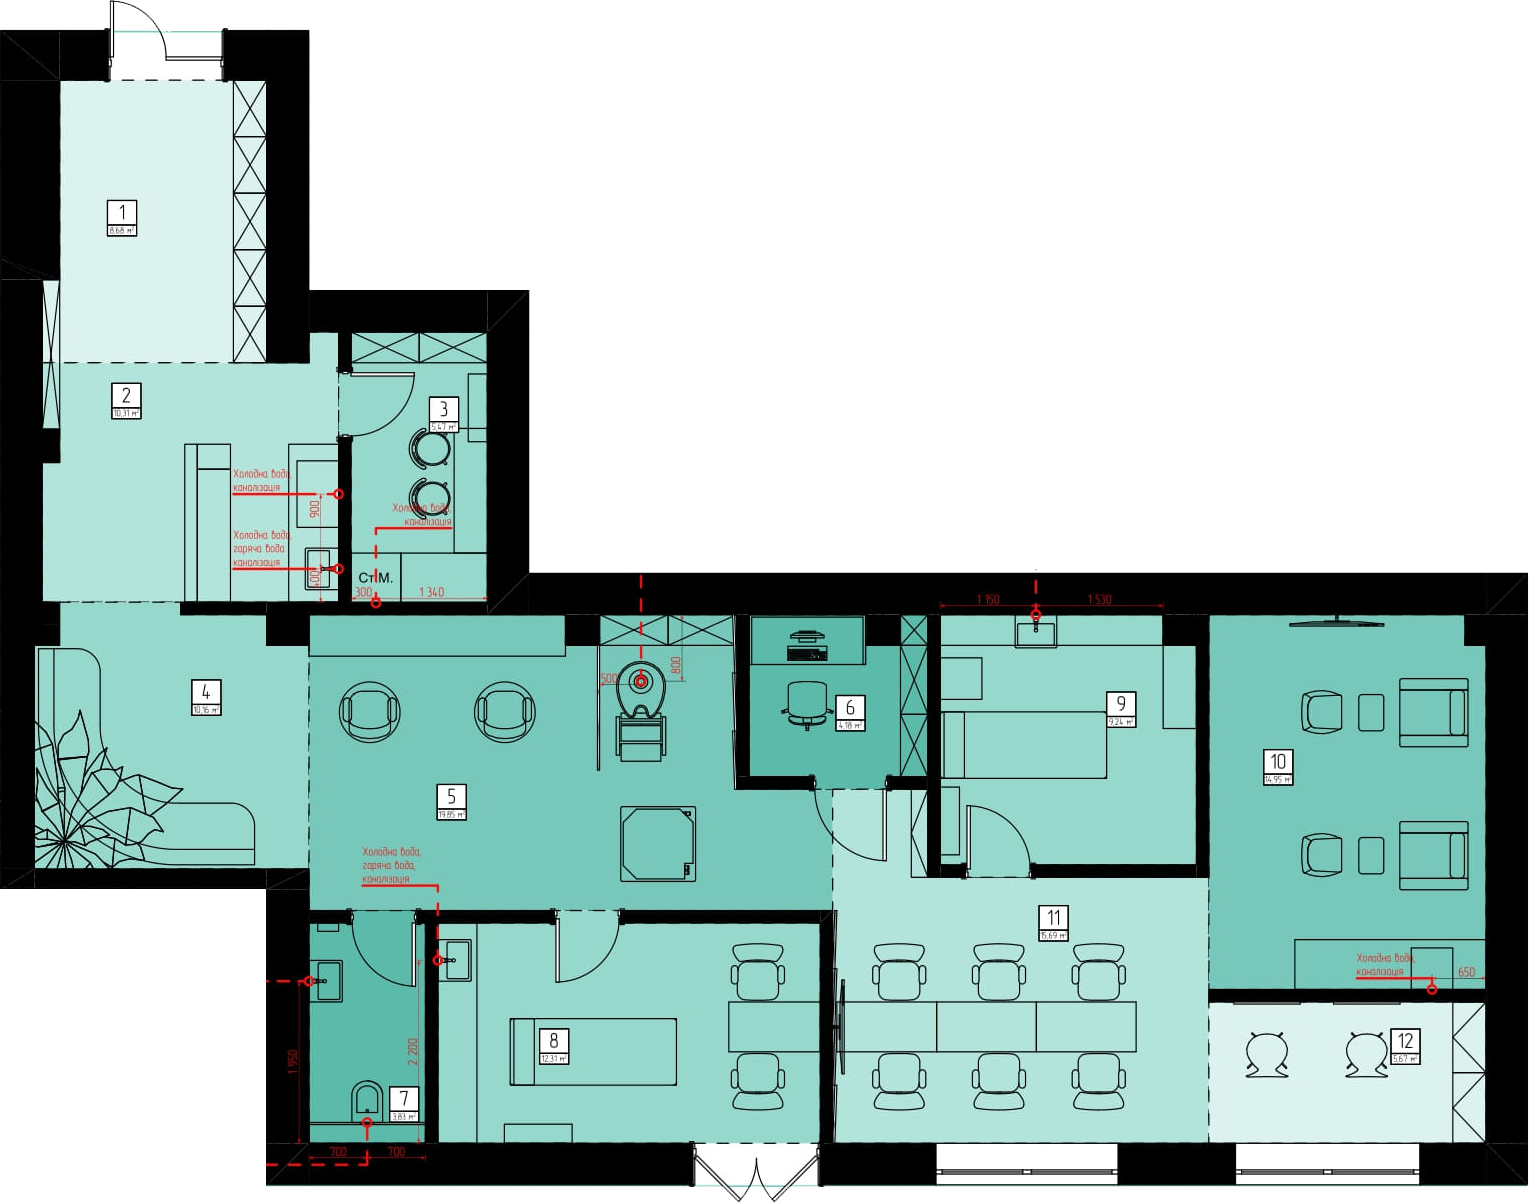 1
8,68 м²
2
10,31 м²
3
5,47 м²
Холодна вода,
каналізація
900
Холодна вода,
гаряча вода
каналізація
400
Холодна вода,
каналізація
Ст.М.
300
1 340
4
10,16 м²
5
19,85 м²
500
800
6
4,18 м²
1 150
1 530
9
9,24 м²
10
14,95 м²
Холодна вода,
гаряча вода,
каналізація
11
15,69 м²
Холодна вода,
каналізація
650
8
12,31 м²
12
5,67 м²
1 950
2 200
7
3,83 м²
700
700